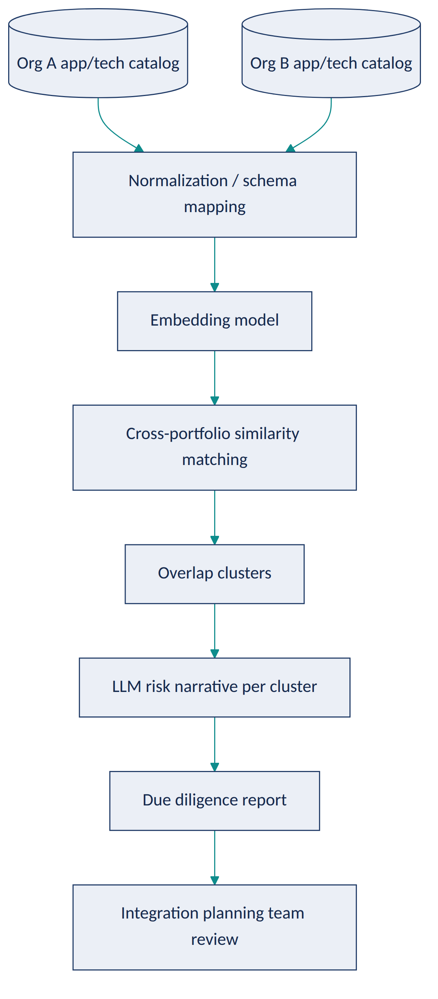 Org A app/tech catalog
Org B app/tech catalog
Normalization / schema
mapping
Embedding model
Cross-portfolio similarity
matching
Overlap clusters
LLM risk narrative per cluster
Due diligence report
Integration planning team
review